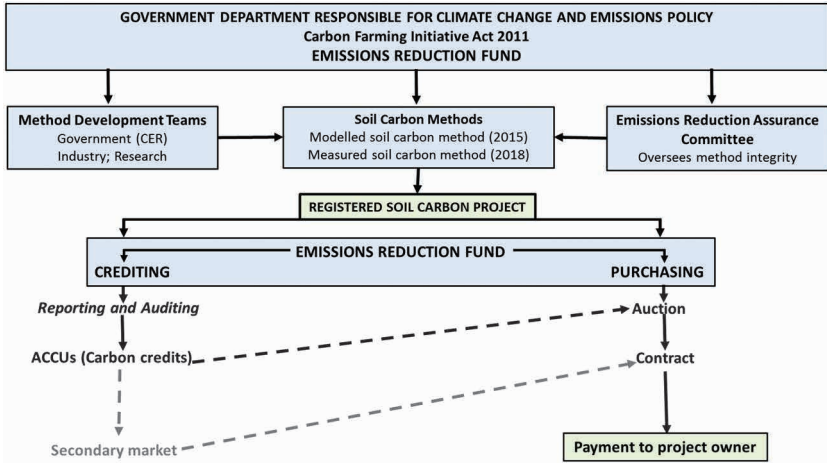 GOVERNMENT DEPARTMENT RESPONSIBLE FOR CLIMATE CHANGE AND EMISSIONS POLICY
Carbon Farming Initiative Act 2011
EMISSIONS REDUCTION FUND
Method Development Teams
Government (CER)
Industry; Research
Soil Carbon Methods
Modelled soil carbon method (2015)
Measured soil carbon method (2018)
Emissions Reduction Assurance
Committee
Oversees method integrity
REGISTERED SOIL CARBON PROJECT
EMISSIONS REDUCTION FUND
CREDITING
PURCHASING
Reporting and Auditing
Auction
ACCUs (Carbon credits)
Contract
Secondary market
Payment to project owner